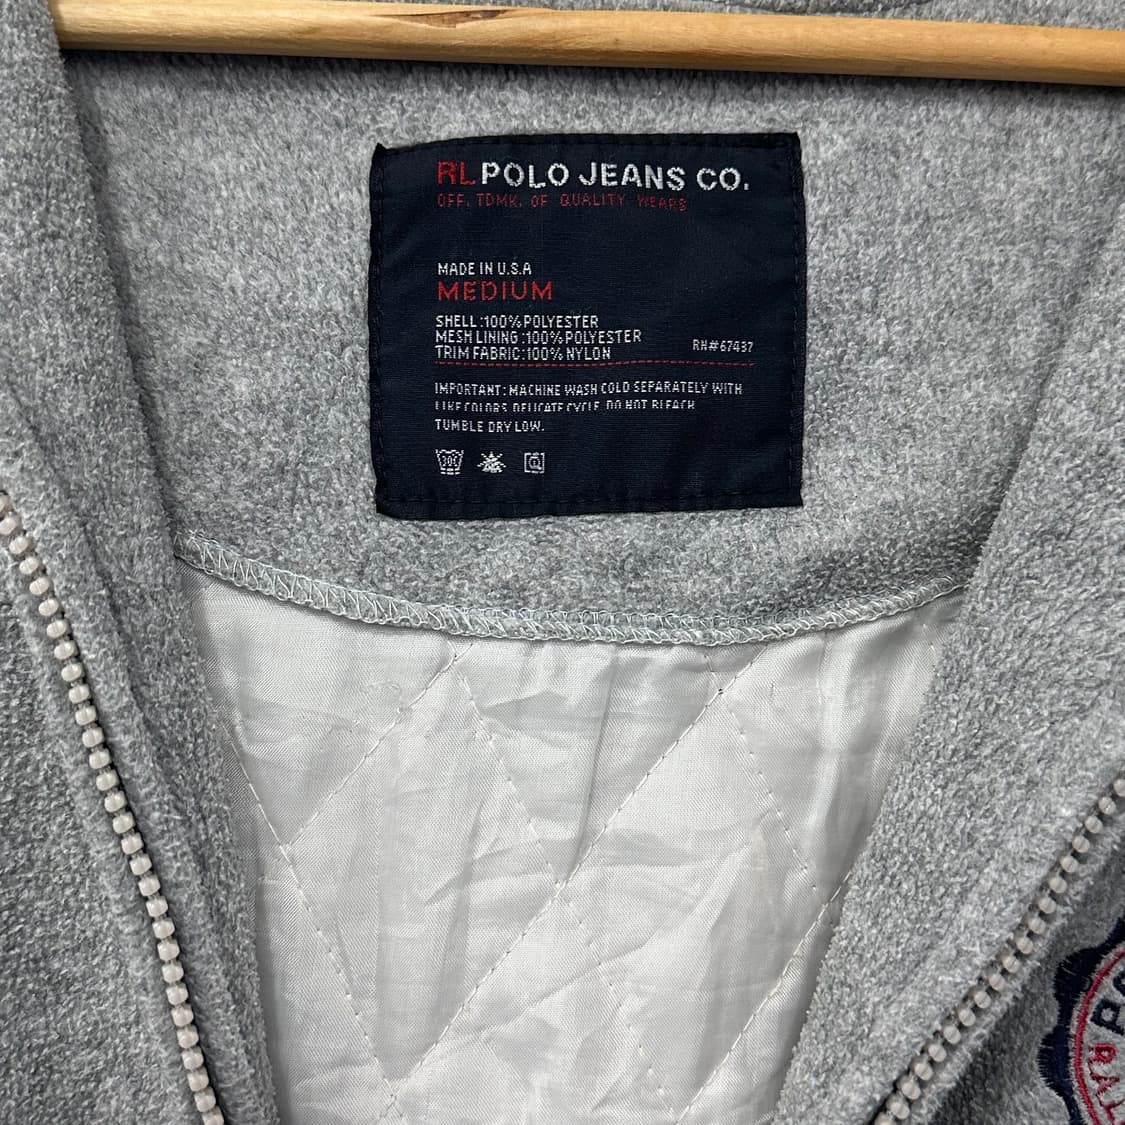 RL POLO JEANS CO.
OFF. TDMK. OF QUALITY WEARS
MADE IN U.S.A
MEDIUM
SHELL:100%POLYESTER
MESH LINING:100%POLYESTER
TRIM FABRIC:100%NYLON
RN#67437
IMPORTANT: MACHINE WASH COLD SEPARATELY WITH
LIKE COLORS DELICATE CYCLE DO NOT BLEACH
TUMBLE DRY LOW.